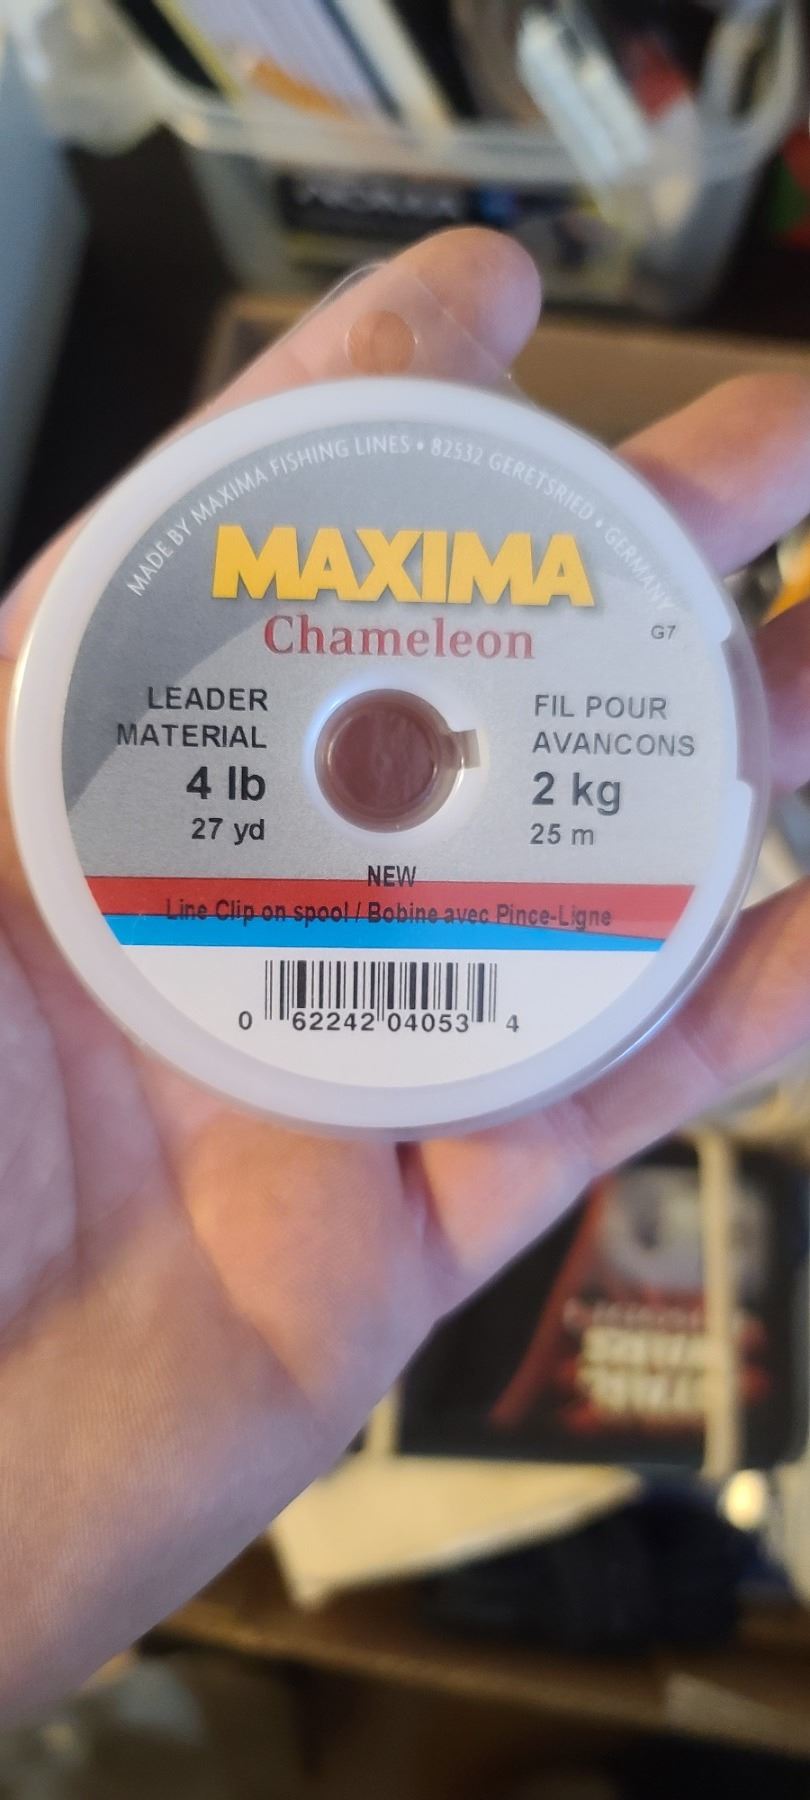 MADE BY MAXIMA FISHING LINES • 82532 GERETSRIED • GERMANY
MAXIMA
Chameleon
G7
LEADER
MATERIAL
4 lb
27 yd
FIL POUR
AVANCONS
2 kg
25 m
NEW
Line Clip on spool / Bobine avec Pince-Ligne
0 62242 04053 4